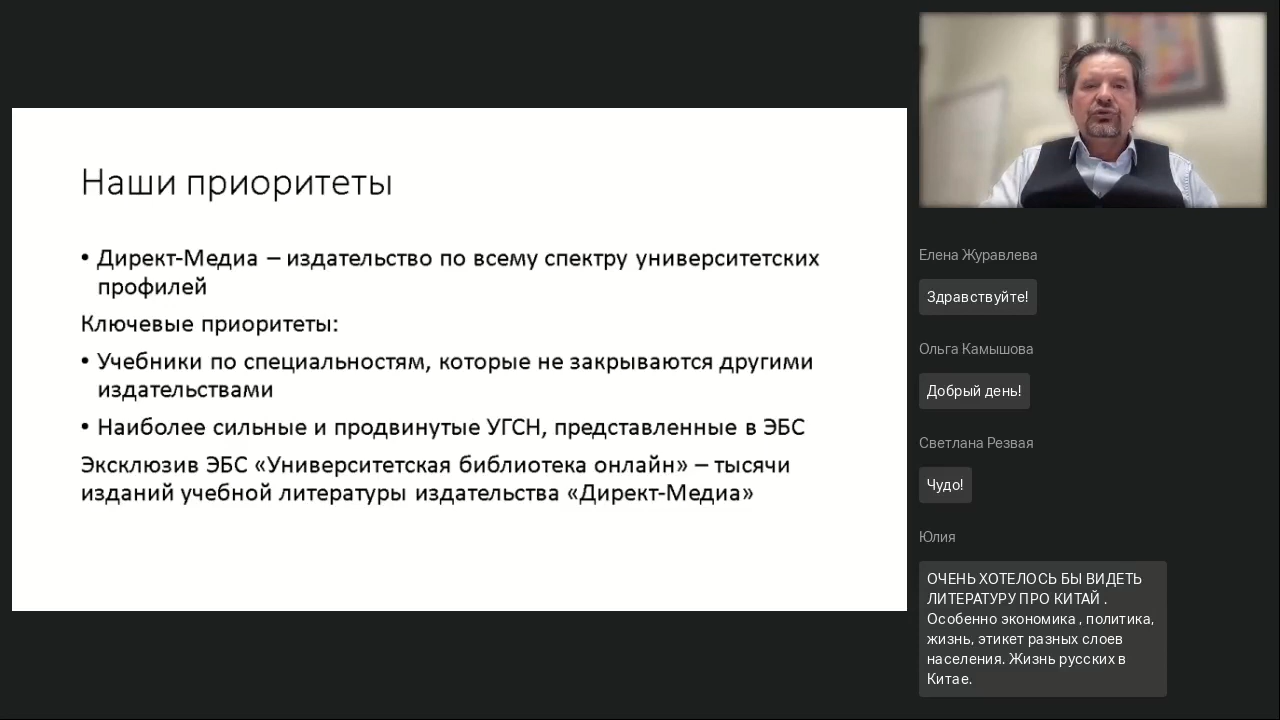 Наши приоритеты
• Директ-Медиа – издательство по всему спектру университетских
профилей
Ключевые приоритеты:
• Учебники по специальностям, которые не закрываются другими
издательствами
• Наиболее сильные и продвинутые УГСН, представленные в ЭБС
Эксклюзив ЭБС «Университетская библиотека онлайн» – тысячи
изданий учебной литературы издательства «Директ-Медиа»
Елена Журавлева
Здравствуйте!
Ольга Камышова
Добрый день!
Светлана Резвая
Чудо!
Юлия
ОЧЕНЬ ХОТЕЛОСЬ БЫ ВИДЕТЬ
ЛИТЕРАТУРУ ПРО КИТАЙ .
Особенно экономика , политика,
жизнь, этикет разных слоев
населения. Жизнь русских в
Китае.